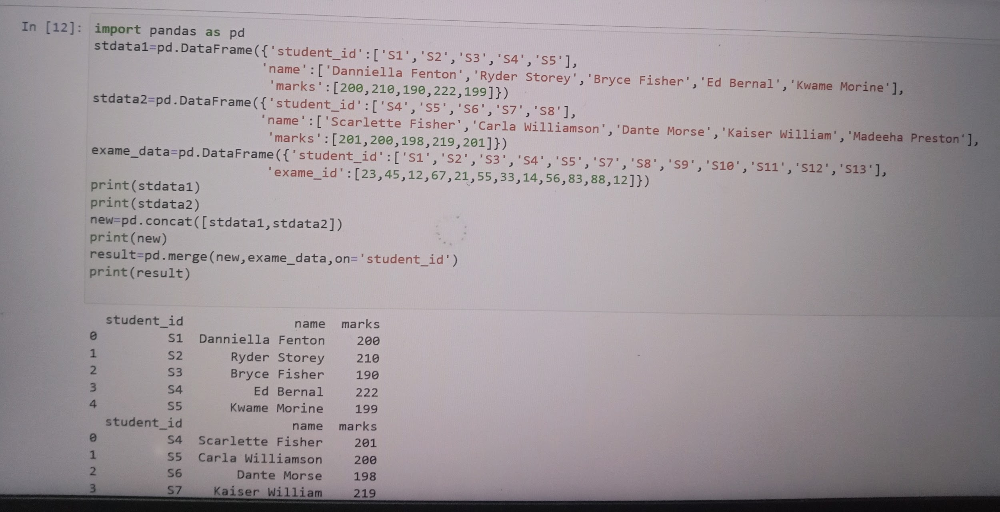 In [12]: import pandas as pd
stdata1=pd.DataFrame({'student_id':['S1','S2','S3','S4','S5'],
'name':['Danniella Fenton','Ryder Storey','Bryce Fisher','Ed Bernal','Kwame Morine'],
'marks':[200,210,190,222,199]})
stdata2=pd.DataFrame({'student_id':['S4','S5','S6','S7','S8'],
'name':['Scarlette Fisher','Carla Williamson','Dante Morse','Kaiser William','Madeeha Preston'],
'marks':[201,200,198,219,201]})
exame_data=pd.DataFrame({'student_id':['S1','S2','S3','S4','S5','S7','S8','S9','S10','S11','S12','S13'],
'exame_id':[23,45,12,67,21,55,33,14,56,83,88,12]})
print(stdata1)
print(stdata2)
new=pd.concat([stdata1,stdata2])
print(new)
result=pd.merge(new,exame_data,on='student_id')
print(result)
student_id name marks
0 S1 Danniella Fenton 200
1 S2 Ryder Storey 210
2 S3 Bryce Fisher 190
3 S4 Ed Bernal 222
4 S5 Kwame Morine 199
student_id name marks
0 S4 Scarlette Fisher 201
1 S5 Carla Williamson 200
2 S6 Dante Morse 198
3 S7 Kaiser William 219